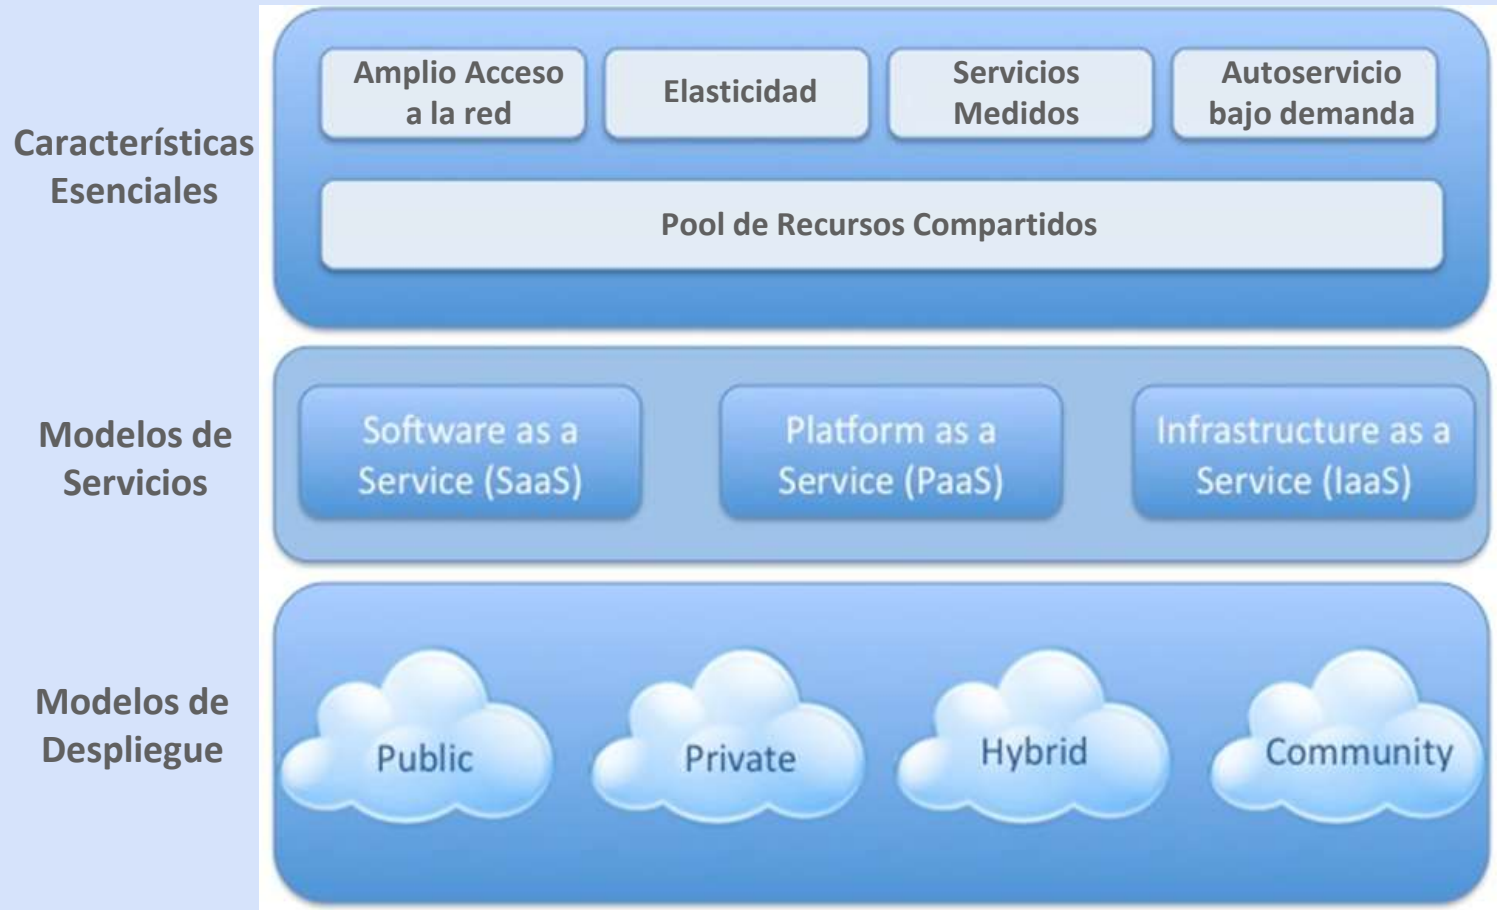 Amplio Acceso
a la red
Elasticidad
Servicios
Medidos
Autoservicio
bajo demanda
Característicias
Esenciales
Pool de Recursos Compartidos
Modelos de
Servicios
Software as a
Service (SaaS)
Platform as a
Service (PaaS)
Infrastructure as a
Service (IaaS)
Modelos de
Despliegue
Public
Private
Hybrid
Community